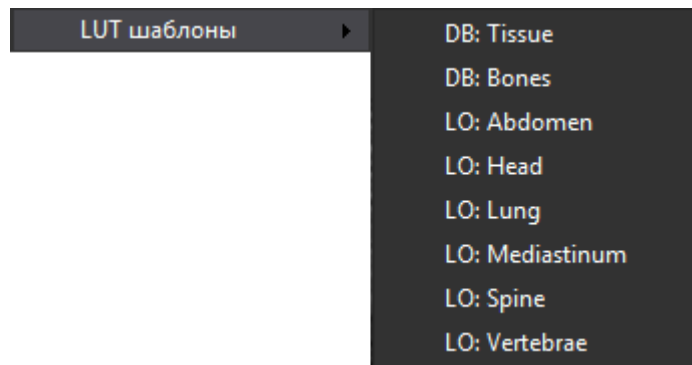 LUT шаблоны
DB: Tissue
DB: Bones
LO: Abdomen
LO: Head
LO: Lung
LO: Mediastinum
LO: Spine
LO: Vertebrae